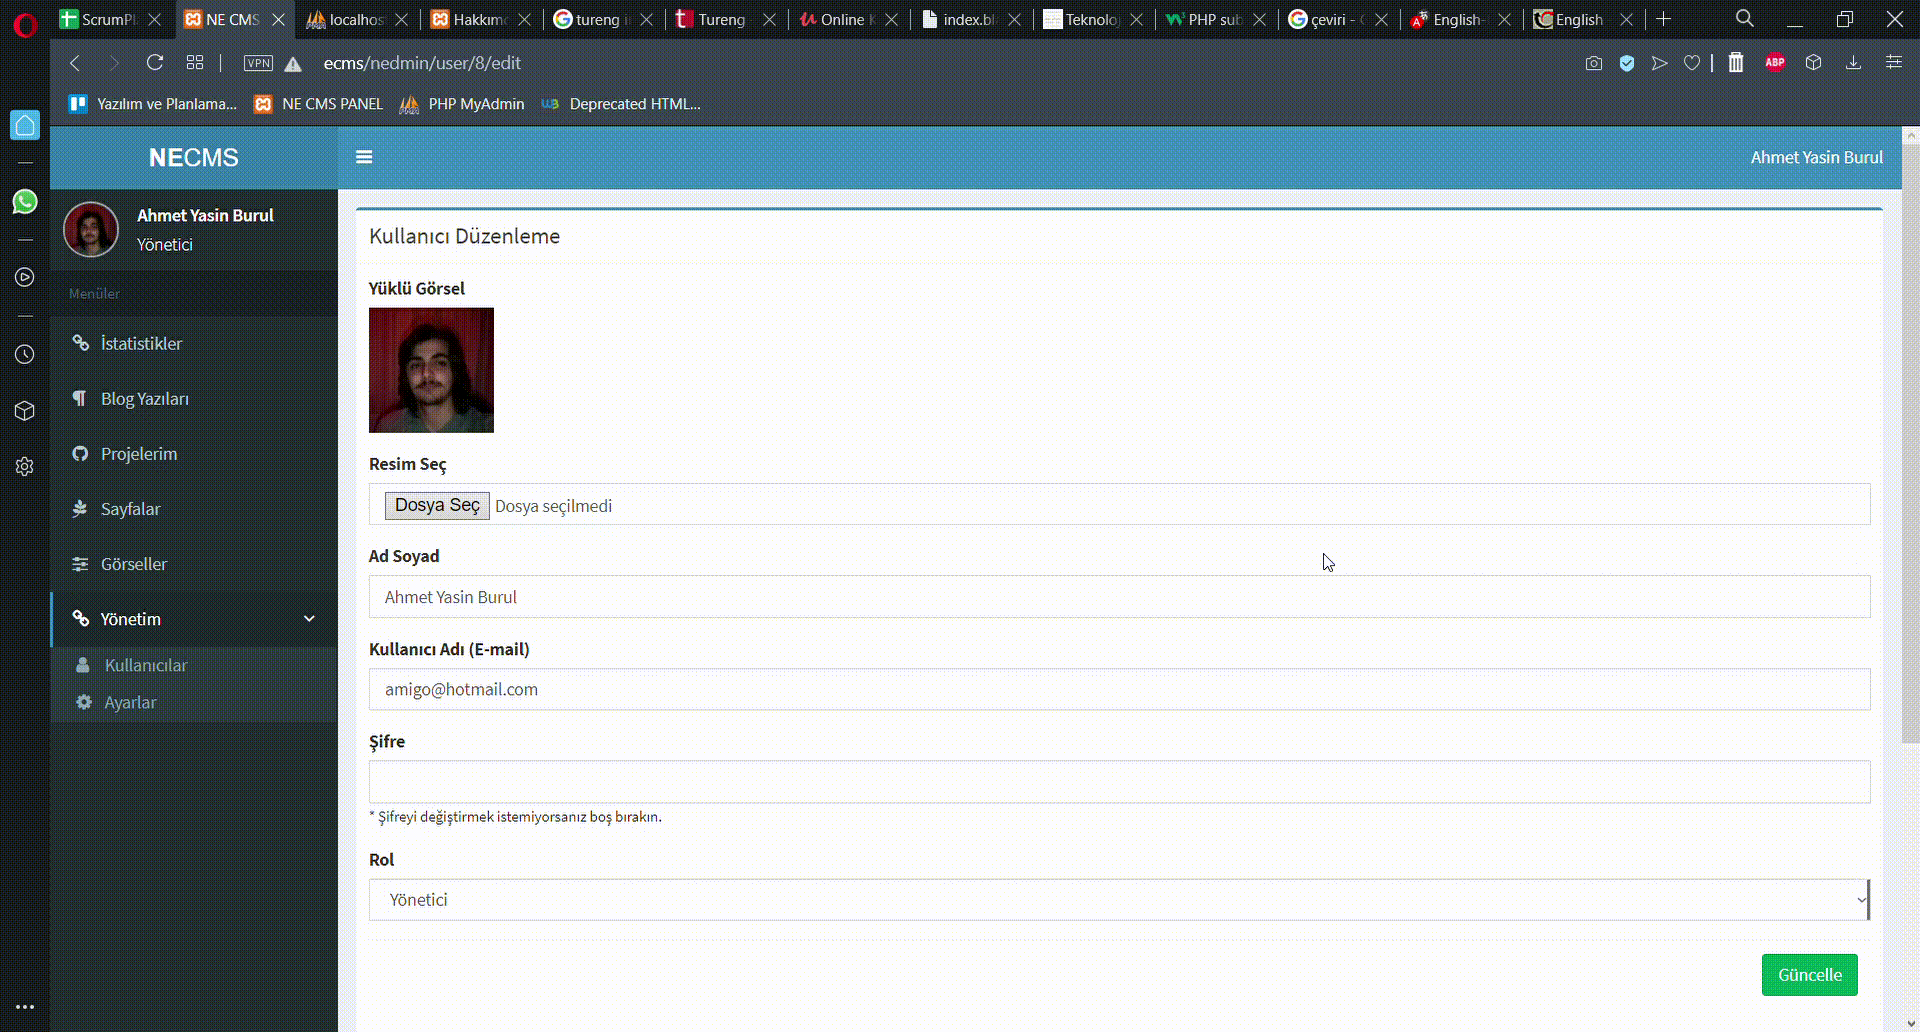 ScrumPl
NE CMS
localhos
Hakkımd
tureng i
Tureng
Online K
index.bl
Teknoloj
PHP sub
çeviri - G
English-
English
VPN
ecms/nedmin/user/8/edit
ABP
Yazılım ve Planlama...
NE CMS PANEL
PHP MyAdmin
Deprecated HTML...
NECMS
Ahmet Yasin Burul
Ahmet Yasin Burul
Yönetici
Menüler
İstatistikler
Blog Yazıları
Projelerim
Sayfalar
Görseller
Yönetim
Kullanıcılar
Ayarlar
Kullanıcı Düzenleme
Yüklü Görsel
Resim Seç
Dosya Seç Dosya seçilmedi
Ad Soyad
Ahmet Yasin Burul
Kullanıcı Adı (E-mail)
amigo@hotmail.com
Şifre
* Şifreyi değiştirmek istemiyorsanız boş bırakın.
Rol
Yönetici
Güncelle